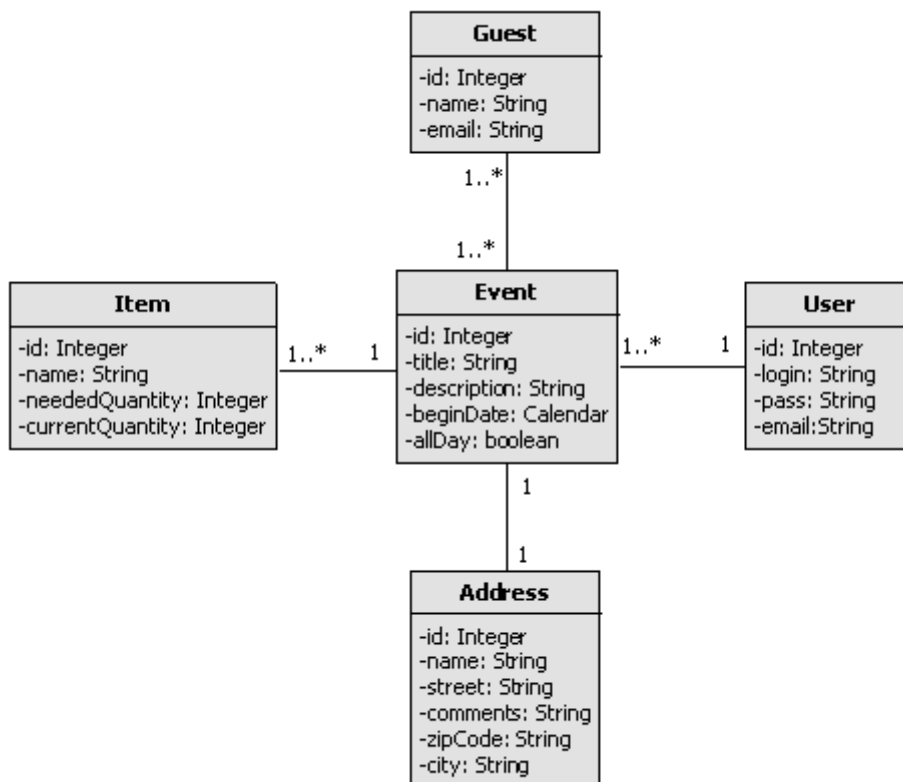 Guest
-id: Integer
-name: String
-email: String
1..*
1..*
Item
-id: Integer
-name: String
-neededQuantity: Integer
-currentQuantity: Integer
1..*
1
Event
-id: Integer
-title: String
-description: String
-beginDate: Calendar
-allDay: boolean
1..*
1
User
-id: Integer
-login: String
-pass: String
-email:String
1
1
Address
-id: Integer
-name: String
-street: String
-comments: String
-zipCode: String
-city: String